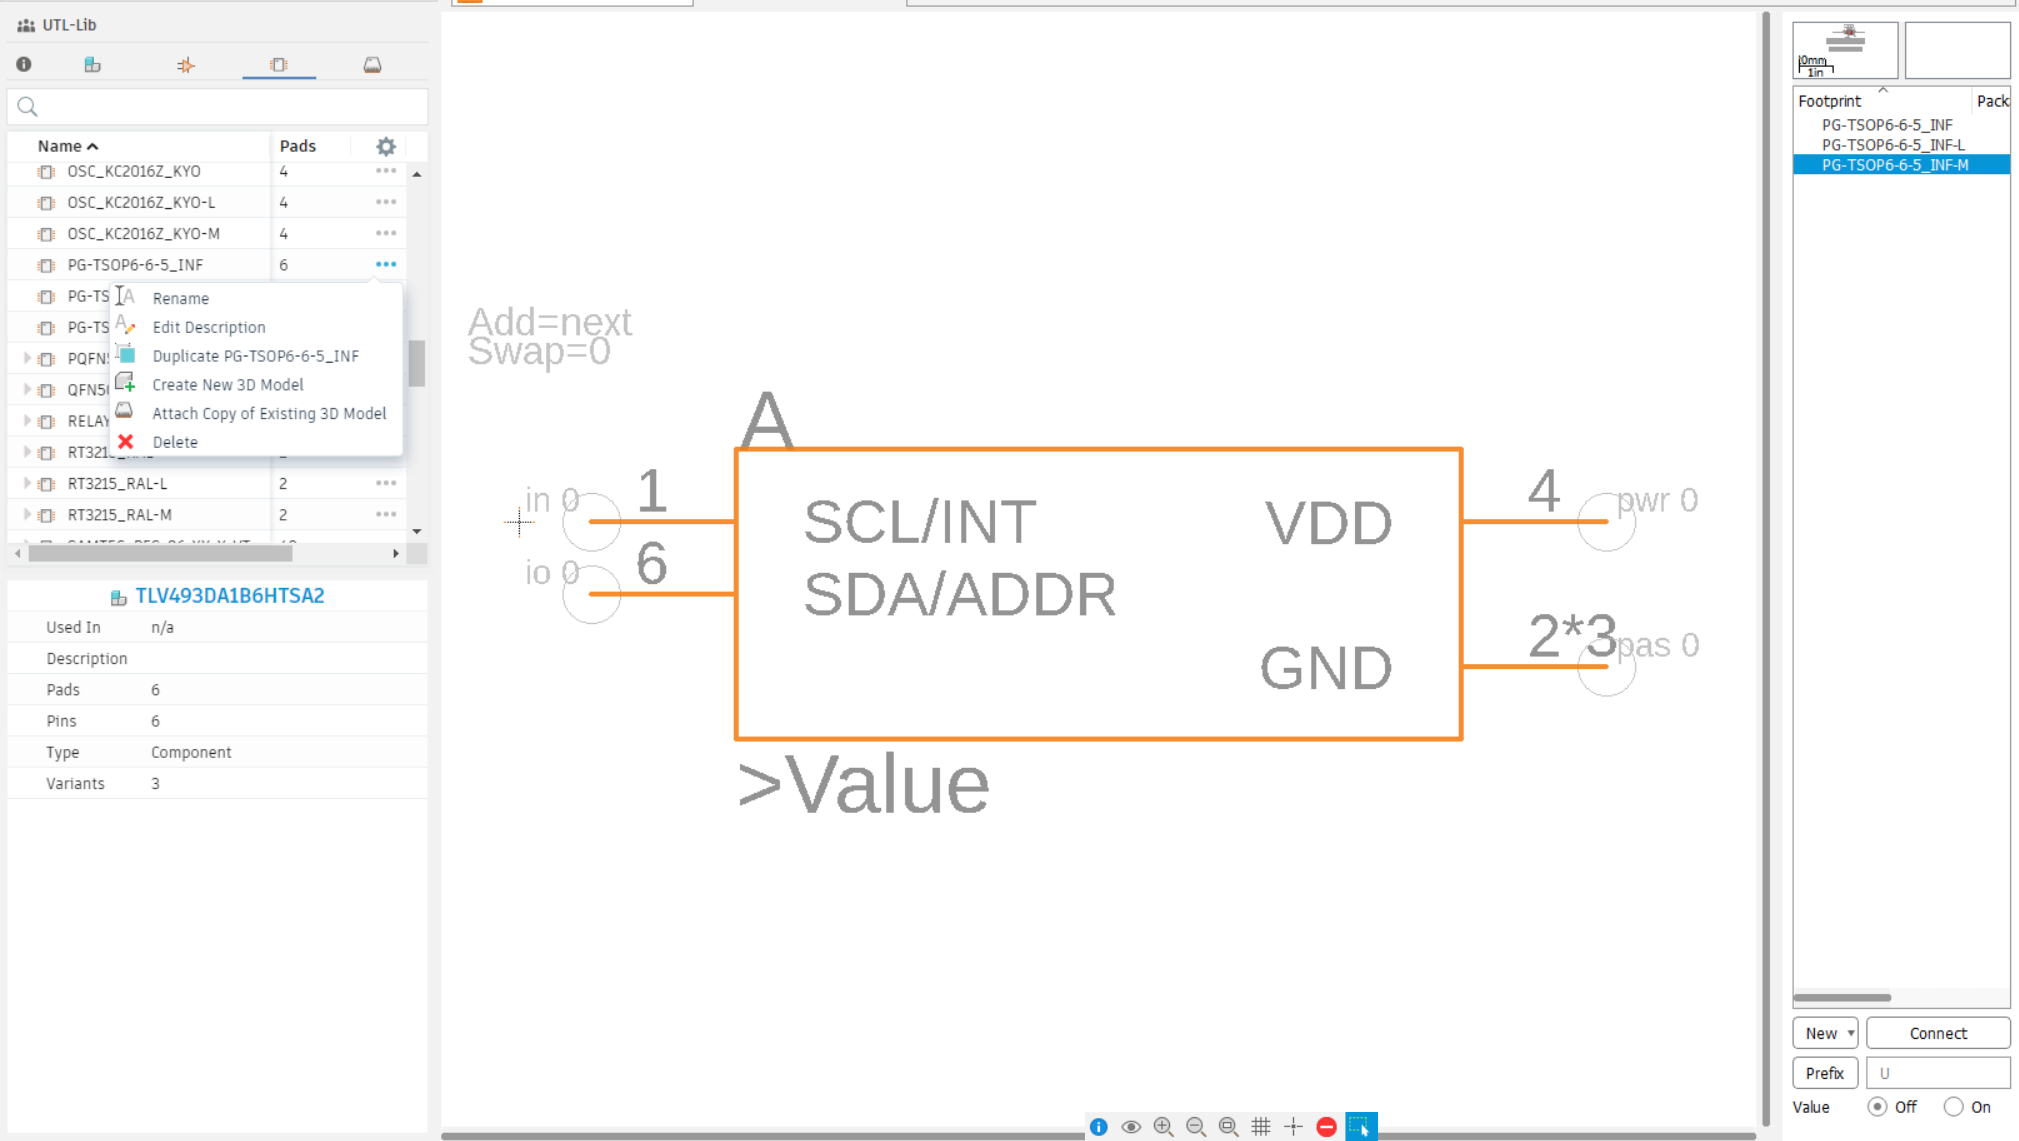 UTL-Lib
Name Pads
OSC_KC2016Z_KYO 4
OSC_KC2016Z_KYO-L 4
OSC_KC2016Z_KYO-M 4
PG-TSOP6-6-5_INF 6
PG-TS
PG-TS
PQFN
QFN5
RELAY
RT321
RT3215_RAL-L 2
RT3215_RAL-M 2
Rename
Edit Description
Duplicate PG-TSOP6-6-5_INF
Create New 3D Model
Attach Copy of Existing 3D Model
Delete
TLV493DA1B6HTSA2
Used In n/a
Description
Pads 6
Pins 6
Type Component
Variants 3
Add=next
Swap=0
A
in 0 1 SCL/INT VDD 4 pwr 0
io 0 6 SDA/ADDR
GND 2*3 pas 0
>Value
0mm
1in
Footprint Pack
PG-TSOP6-6-5_INF
PG-TSOP6-6-5_INF-L
PG-TSOP6-6-5_INF-M
New Connect
Prefix U
Value Off On